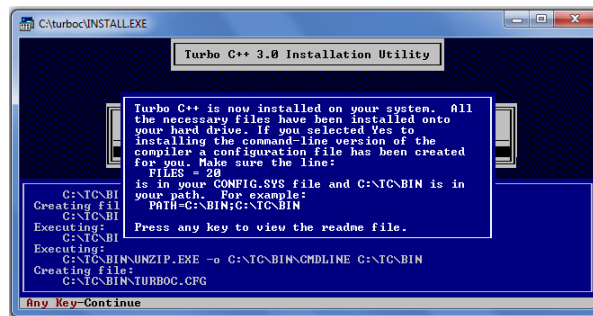 C:\turboc\INSTALL.EXE
Turbo C++ 3.0 Installation Utility
Turbo C++ is now installed on your system.  All
the necessary files have been installed onto
your hard drive. If you selected Yes to
installing the command-line version of the
compiler a configuration file has been created
for you. Make sure the line:
FILES = 20
is in your CONFIG.SYS file and C:\TC\BIN is in
your path.  For example:
PATH=C:\BIN;C:\TC\BIN
Press any key to view the readme file.
C:\TC\BI
Creating fil
C:\TC\BI
Executing:
C:\TC\BI
Executing:
C:\TC\BIN\UNZIP.EXE -o C:\TC\BIN\CMDLINE C:\TC\BIN
Creating file:
C:\TC\BIN\TURBOC.CFG
Any Key-Continue